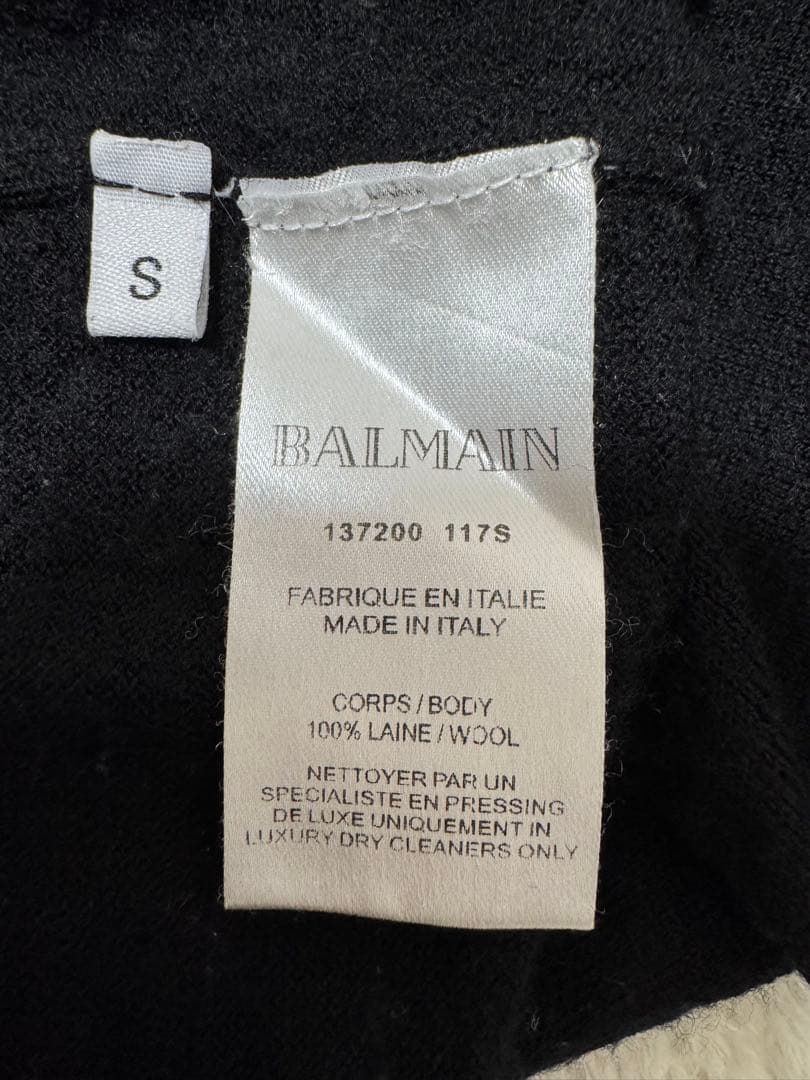 S
BALMAIN
137200 117S
FABRIQUE EN ITALIE
MADE IN ITALY
CORPS / BODY
100% LAINE / WOOL
NETTOYER PAR UN
SPECIALISTE EN PRESSING
DE LUXE UNIQUEMENT IN
LUXURY DRY CLEANERS ONLY